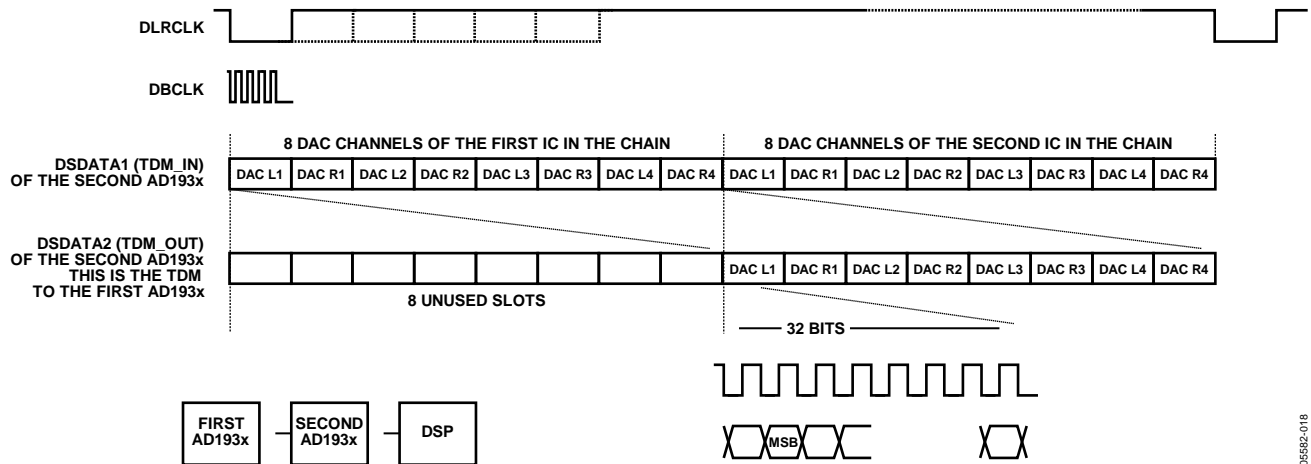 DLRCLK
DBCLK
8 DAC CHANNELS OF THE FIRST IC IN THE CHAIN
8 DAC CHANNELS OF THE SECOND IC IN THE CHAIN
DSDATA1 (TDM_IN)
OF THE SECOND AD193x
DAC L1 DAC R1 DAC L2 DAC R2 DAC L3 DAC R3 DAC L4 DAC R4 DAC L1 DAC R1 DAC L2 DAC R2 DAC L3 DAC R3 DAC L4 DAC R4
DSDATA2 (TDM_OUT)
OF THE SECOND AD193x
THIS IS THE TDM
TO THE FIRST AD193x
DAC L1 DAC R1 DAC L2 DAC R2 DAC L3 DAC R3 DAC L4 DAC R4
8 UNUSED SLOTS
32 BITS
FIRST
AD193x
SECOND
AD193x
DSP
MSB
05582-018